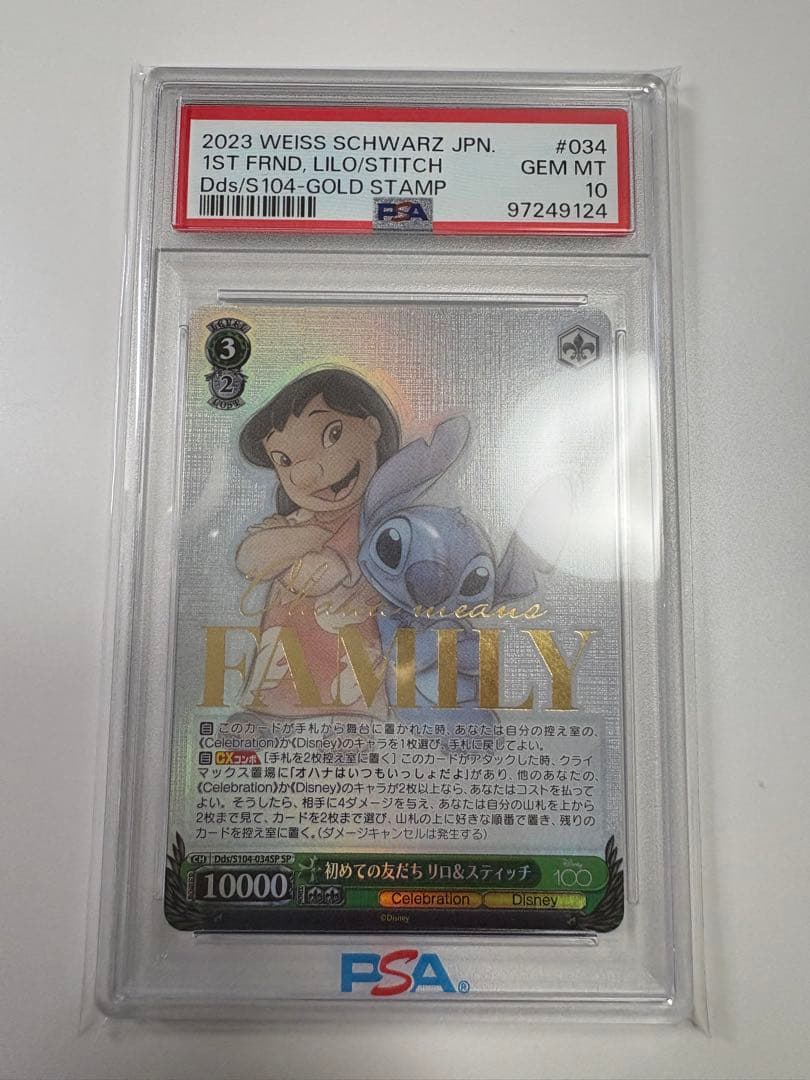 2023 WEISS SCHWARZ JPN. #034
1ST FRND, LILO/STITCH GEM MT
Dds/S104-GOLD STAMP 10
PSA 97249124
LEVEL
3
2
COST
Ohana means
FAMILY
自 このカードが手札から舞台に置かれた時、あなたは自分の控え室の、
《Celebration》か《Disney》のキャラを1枚選び、手札に戻してよい。
自 CXコンボ [手札を2枚控え室に置く] このカードがアタックした時、クライ
マックス置場に「オハナはいつもいっしょだよ」があり、他のあなたの、
《Celebration》か《Disney》のキャラが2枚以上なら、あなたはコストを払って
よい。そうしたら、相手に4ダメージを与え、あなたは自分の山札を上から
2枚まで見て、カードを2枚まで選び、山札の上に好きな順番で置き、残りの
カードを控え室に置く。(ダメージキャンセルは発生する)
CH Dds/S104-034SP SP
初めての友だち リロ&スティッチ
Disney
100
10000
Celebration Disney
©Disney
PSA®